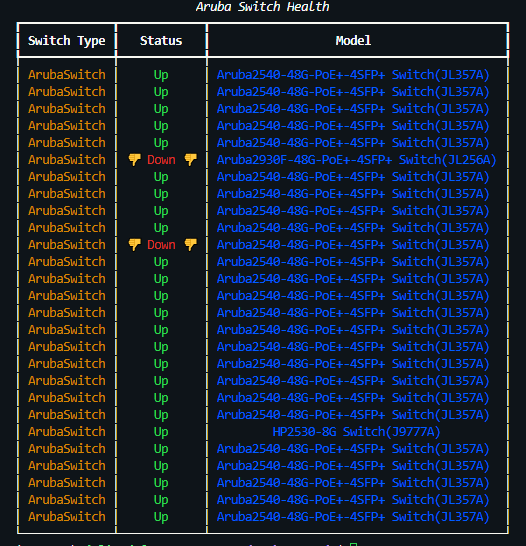 Aruba Switch Health
Switch Type Status Model
ArubaSwitch Up Aruba2540-48G-PoE+-4SFP+ Switch(JL357A)
ArubaSwitch Up Aruba2540-48G-PoE+-4SFP+ Switch(JL357A)
ArubaSwitch Up Aruba2540-48G-PoE+-4SFP+ Switch(JL357A)
ArubaSwitch Up Aruba2540-48G-PoE+-4SFP+ Switch(JL357A)
ArubaSwitch Up Aruba2540-48G-PoE+-4SFP+ Switch(JL357A)
ArubaSwitch 👎 Down 👎 Aruba2930F-48G-PoE+-4SFP+ Switch(JL256A)
ArubaSwitch Up Aruba2540-48G-PoE+-4SFP+ Switch(JL357A)
ArubaSwitch Up Aruba2540-48G-PoE+-4SFP+ Switch(JL357A)
ArubaSwitch Up Aruba2540-48G-PoE+-4SFP+ Switch(JL357A)
ArubaSwitch Up Aruba2540-48G-PoE+-4SFP+ Switch(JL357A)
ArubaSwitch 👎 Down 👎 Aruba2540-48G-PoE+-4SFP+ Switch(JL357A)
ArubaSwitch Up Aruba2540-48G-PoE+-4SFP+ Switch(JL357A)
ArubaSwitch Up Aruba2540-48G-PoE+-4SFP+ Switch(JL357A)
ArubaSwitch Up Aruba2540-48G-PoE+-4SFP+ Switch(JL357A)
ArubaSwitch Up Aruba2540-48G-PoE+-4SFP+ Switch(JL357A)
ArubaSwitch Up Aruba2540-48G-PoE+-4SFP+ Switch(JL357A)
ArubaSwitch Up Aruba2540-48G-PoE+-4SFP+ Switch(JL357A)
ArubaSwitch Up Aruba2540-48G-PoE+-4SFP+ Switch(JL357A)
ArubaSwitch Up Aruba2540-48G-PoE+-4SFP+ Switch(JL357A)
ArubaSwitch Up Aruba2540-48G-PoE+-4SFP+ Switch(JL357A)
ArubaSwitch Up Aruba2540-48G-PoE+-4SFP+ Switch(JL357A)
ArubaSwitch Up HP2530-8G Switch(J9777A)
ArubaSwitch Up Aruba2540-48G-PoE+-4SFP+ Switch(JL357A)
ArubaSwitch Up Aruba2540-48G-PoE+-4SFP+ Switch(JL357A)
ArubaSwitch Up Aruba2540-48G-PoE+-4SFP+ Switch(JL357A)
ArubaSwitch Up Aruba2540-48G-PoE+-4SFP+ Switch(JL357A)
ArubaSwitch Up Aruba2540-48G-PoE+-4SFP+ Switch(JL357A)